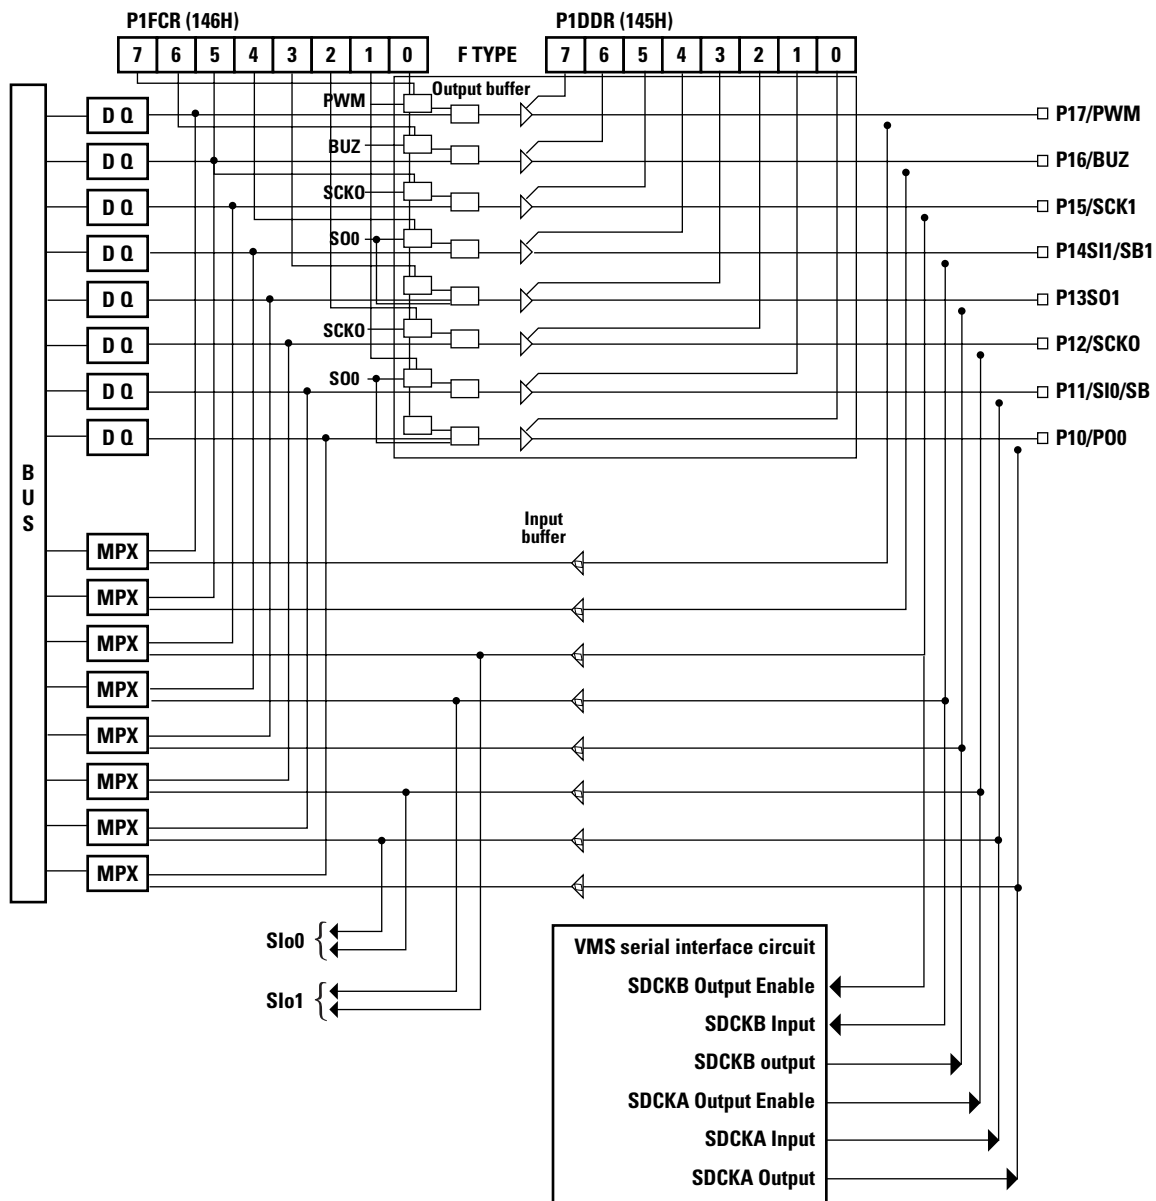 P1FCR (146H)
P1DDR (145H)
7 6 5 4 3 2 1 0
F TYPE
7 6 5 4 3 2 1 0
Output buffer
PWM
D Q
P17/PWM
BUZ
D Q
P16/BUZ
SCKO
D Q
P15/SCK1
SO0
D Q
P14SI1/SB1
D Q
P13SO1
SCKO
D Q
P12/SCKO
SO0
D Q
P11/SI0/SB
D Q
P10/PO0
B
U
S
Input
buffer
MPX
MPX
MPX
MPX
MPX
MPX
MPX
MPX
SIo0 {
SIo1 {
VMS serial interface circuit
SDCKB Output Enable
SDCKB Input
SDCKB output
SDCKA Output Enable
SDCKA Input
SDCKA Output